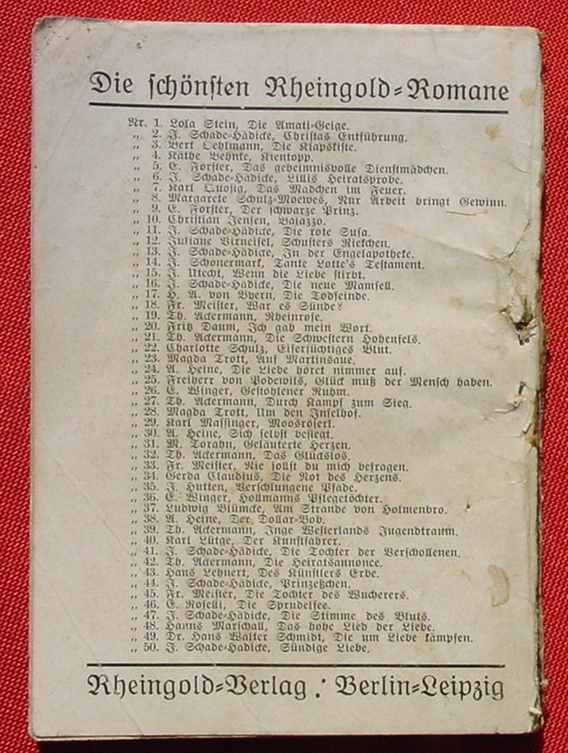 Die schönsten Rheingold=Romane
Nr. 1. Lola Stein, Die Amati-Geige.
„ 2. J. Schade-Hädicke, Christas Entführung.
„ 3. Bert Oehlmann, Die Klapskiste.
„ 4. Käthe Behnke, Kientopp.
„ 5. E. Forster, Das geheimnisvolle Dienstmädchen.
„ 6. J. Schade-Hädicke, Lillis Heiratsprobe.
„ 7. Karl Quosig, Das Mädchen im Feuer.
„ 8. Margarete Schulz-Moewes, Nur Arbeit bringt Gewinn.
„ 9. E. Forster, Der schwarze Prinz.
„ 10. Christian Jensen, Bajazzo.
„ 11. J. Schade-Hädicke, Die rote Susa.
„ 12. Juliane Virneisel, Schusters Riekchen.
„ 13. J. Schade-Hädicke, In der Engelapotheke.
„ 14. J. Schönermark, Tante Lotte's Testament.
„ 15. J. Utecht, Wenn die Liebe stirbt.
„ 16. J. Schade-Hädicke, Die neue Mamsell.
„ 17. H. A. von Byern, Die Todfeinde.
„ 18. Fr. Meister, War es Sünde?
„ 19. Th. Ackermann, Rheinrose.
„ 20. Fritz Daum, Ich gab mein Wort.
„ 21. Th. Ackermann, Die Schwestern Hohenfels.
„ 22. Charlotte Schulz, Eifersüchtiges Blut.
„ 23. Magda Trott, Auf Martinsaue.
„ 24. A. Heine, Die Liebe höret nimmer auf.
„ 25. Freiherr von Podewils, Glück muß der Mensch haben.
„ 26. E. Winger, Gestohlener Ruhm.
„ 27. Th. Ackermann, Durch Kampf zum Sieg.
„ 28. Magda Trott, Um den Inselhof.
„ 29. Karl Massinger, Moosröserl.
„ 30. A. Heine, Sich selbst besiegt.
„ 31. M. Torahn, Geläuterte Herzen.
„ 32. Th. Ackermann, Das Glückslos.
„ 33. Fr. Meister, Nie sollst du mich befragen.
„ 34. Gerda Claudius, Die Not des Herzens.
„ 35. J. Hutten, Verschlungene Pfade.
„ 36. E. Winger, Hollmanns Pflegetöchter.
„ 37. Ludwig Blümcke, Am Strande von Holmenbro.
„ 38. A. Heine, Der Dollar-Bob.
„ 39. Th. Ackermann, Inge Westerlands Jugendtraum.
„ 40. Karl Lütge, Der Kunstfahrer.
„ 41. J. Schade-Hädicke, Die Tochter der Verschollenen.
„ 42. Th. Ackermann, Die Heiratsannonce.
„ 43. Hans Lehnert, Des Künstlers Erbe.
„ 44. J. Schade-Hädicke, Prinzeßchen.
„ 45. Fr. Meister, Die Tochter des Wucherers.
„ 46. E. Roselli, Die Sprudelfee.
„ 47. J. Schade-Hädicke, Die Stimme des Bluts.
„ 48. Hanns Marschall, Das hohe Lied der Liebe.
„ 49. Dr. Hans Walter Schmidt, Die um Liebe kämpfen.
„ 50. J. Schade-Hädicke, Sündige Liebe.
Rheingold=Verlag : Berlin=Leipzig